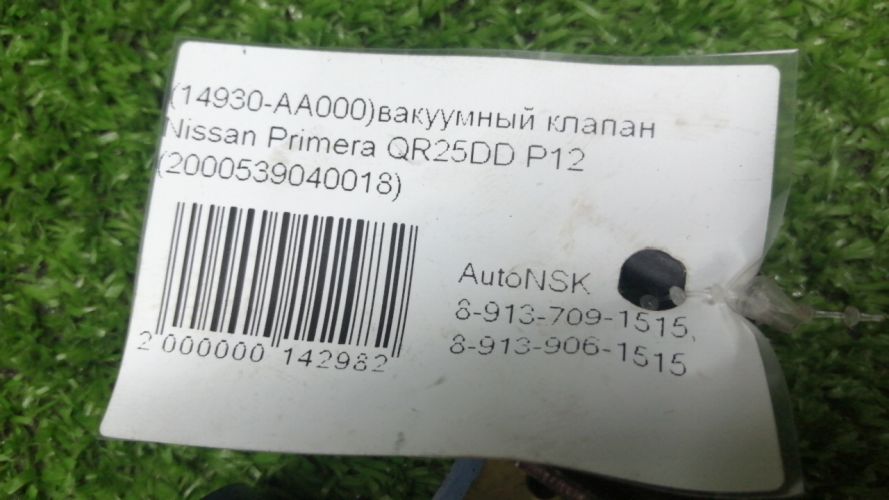 (14930-AA000)вакуумный клапан
Nissan Primera QR25DD P12
(2000539040018)
AutoNSK
8-913-709-1515,
8-913-906-1515
2 000000 142982